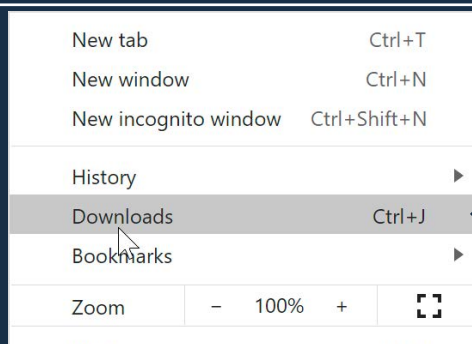 New tab Ctrl+T
New window Ctrl+N
New incognito window Ctrl+Shift+N
History
Downloads Ctrl+J
Bookmarks
Zoom - 100% +